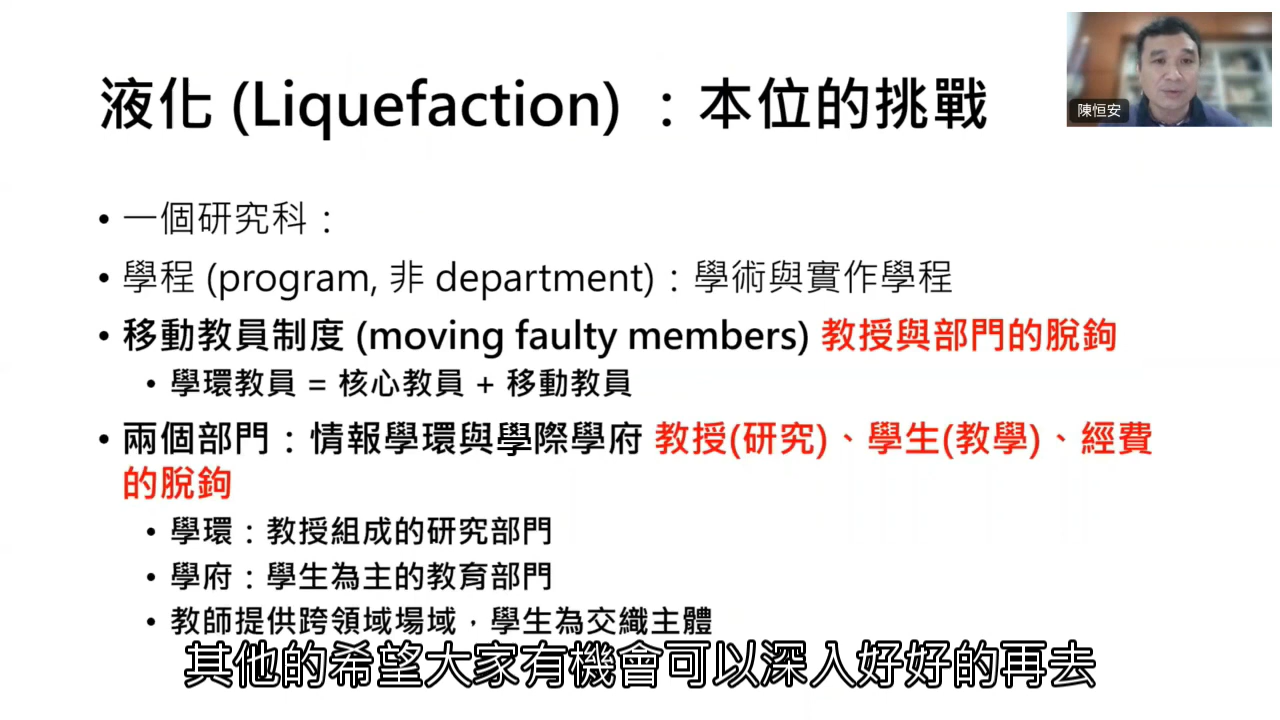 液化 (Liquefaction) ：本位的挑戰
陳恒安
• 一個研究科：
• 學程 (program, 非 department)：學術與實作學程
• 移動教員制度 (moving faulty members) 教授與部門的脫鉤
• 學環教員 = 核心教員 + 移動教員
• 兩個部門：情報學環與學際學府 教授(研究)、學生(教學)、經費
的脫鉤
• 學環：教授組成的研究部門
• 學府：學生為主的教育部門
• 教師提供跨領域場域，學生為交織主體
其他的希望大家有機會可以深入好好的再去